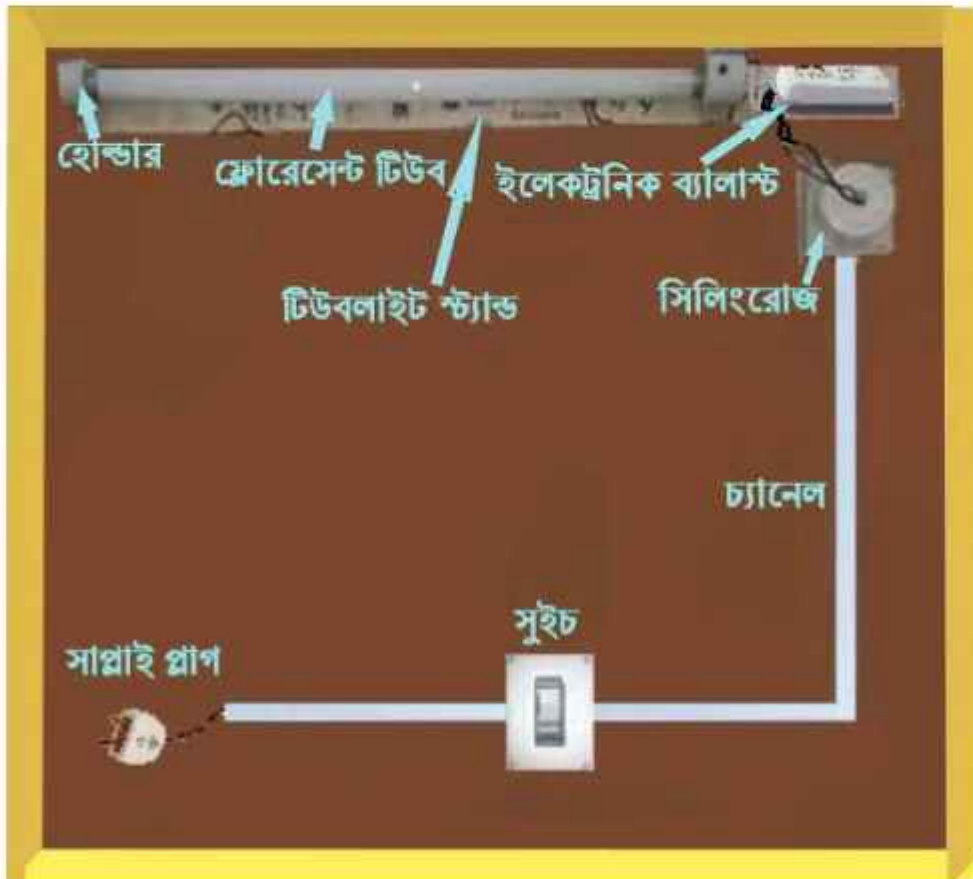 হোল্ডার
ফ্লোরেসেন্ট টিউব
ইলেকট্রনিক ব্যালাস্ট
টিউবলাইট স্ট্যান্ড
সিলিংরোজ
চ্যানেল
সুইচ
সাপ্লাই প্লাগ